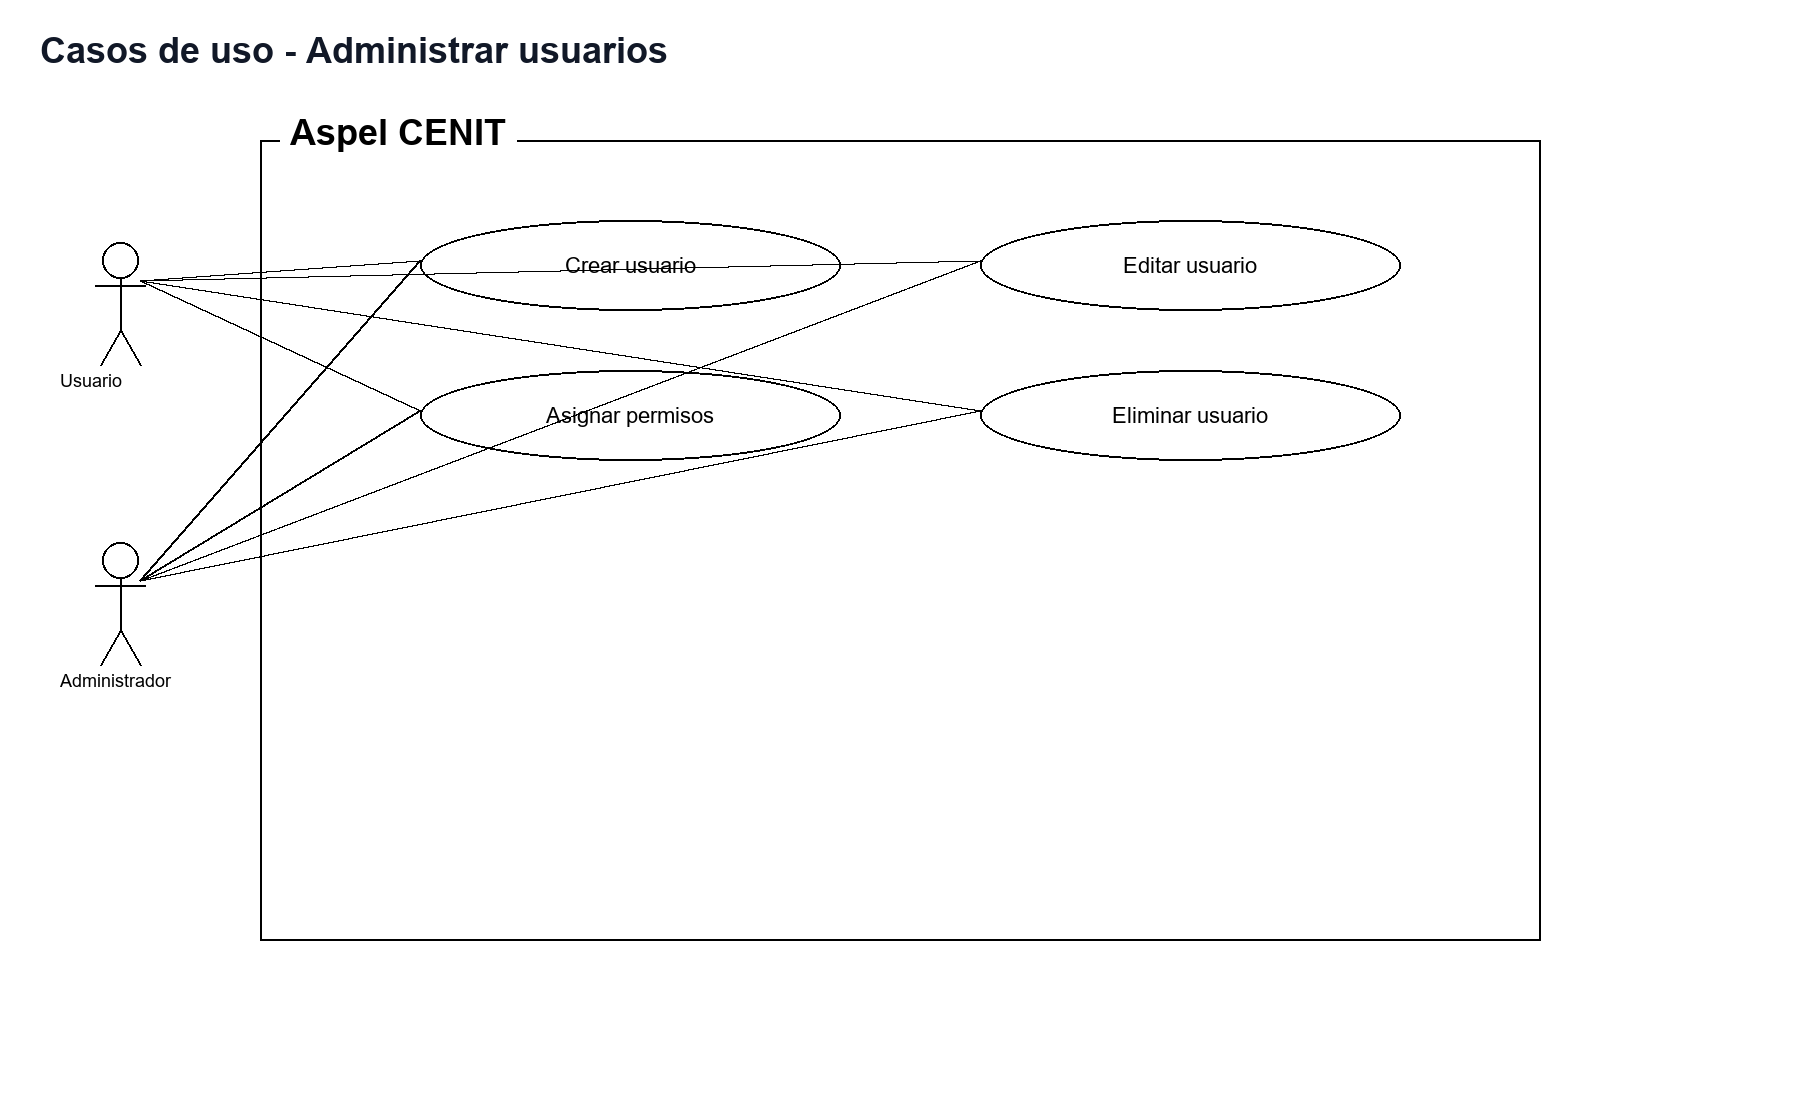 Casos de uso - Administrar usuarios
Aspel CENIT
Crear usuario
Editar usuario
Usuario
Asignar permisos
Eliminar usuario
Administrador